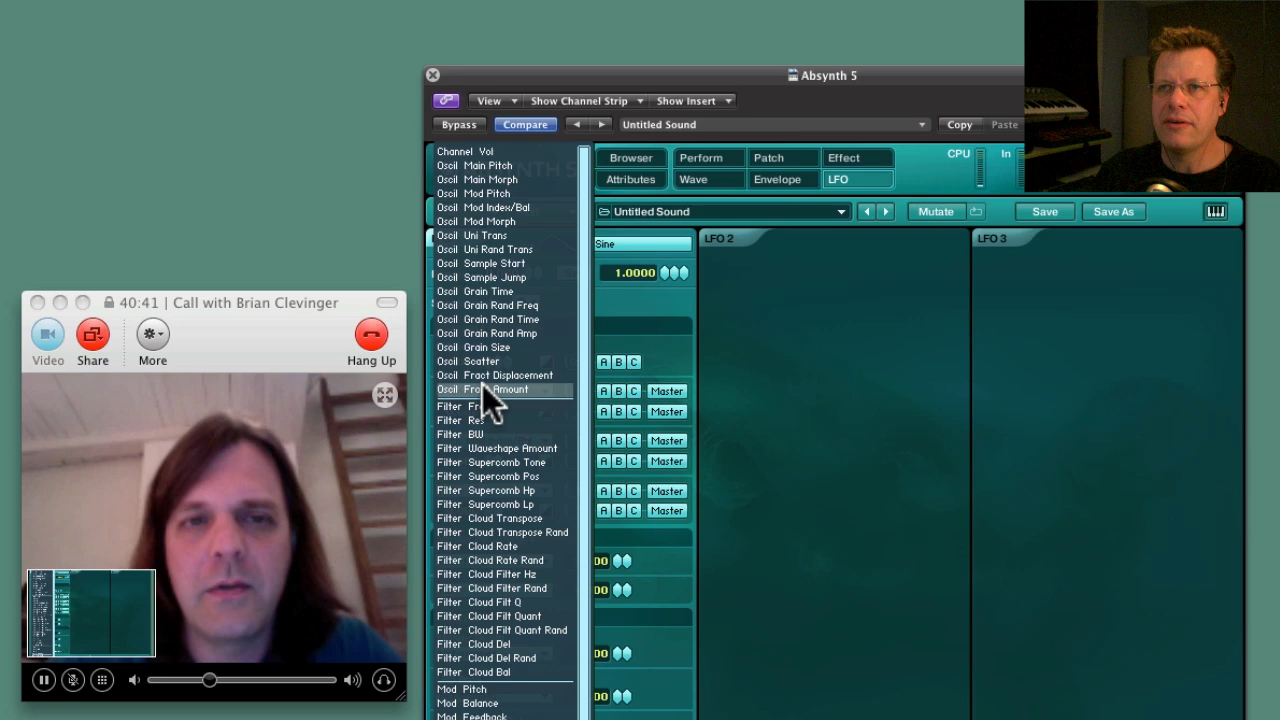 Absynth 5
View
Show Channel Strip
Show Insert
Bypass
Compare
Untitled Sound
Copy
Paste
Browser
Perform
Patch
Effect
CPU
In
Attributes
Wave
Envelope
LFO
Untitled Sound
Mutate
Save
Save As
Channel Vol
Oscil Main Pitch
Oscil Main Morph
Oscil Mod Pitch
Oscil Mod Index/Bal
Oscil Mod Morph
Oscil Uni Trans
Oscil Uni Rand Trans
Oscil Sample Start
Oscil Sample Jump
Oscil Grain Time
Oscil Grain Rand Freq
Oscil Grain Rand Time
Oscil Grain Rand Amp
Oscil Grain Size
Oscil Scatter
Oscil Fract Displacement
Oscil Amount
Filter
Filter
Filter BW
Filter Waveshape Amount
Filter Supercomb Tone
Filter Supercomb Pos
Filter Supercomb Hp
Filter Supercomb Lp
Filter Cloud Transpose
Filter Cloud Transpose Rand
Filter Cloud Rate
Filter Cloud Rate Rand
Filter Cloud Filter Hz
Filter Cloud Filter Rand
Filter Cloud Filt Q
Filter Cloud Filt Quant
Filter Cloud Filt Quant Rand
Filter Cloud Del
Filter Cloud Del Rand
Filter Cloud Bal
Mod Pitch
Mod Balance
Mod Feedback
Sine
1.0000
A B C
A B C Master
A B C Master
A B C Master
A B C Master
A B C Master
A B C Master
00
00
00
00
LFO 2
LFO 3
40:41 | Call with Brian Clevinger
Video
Share
More
Hang Up